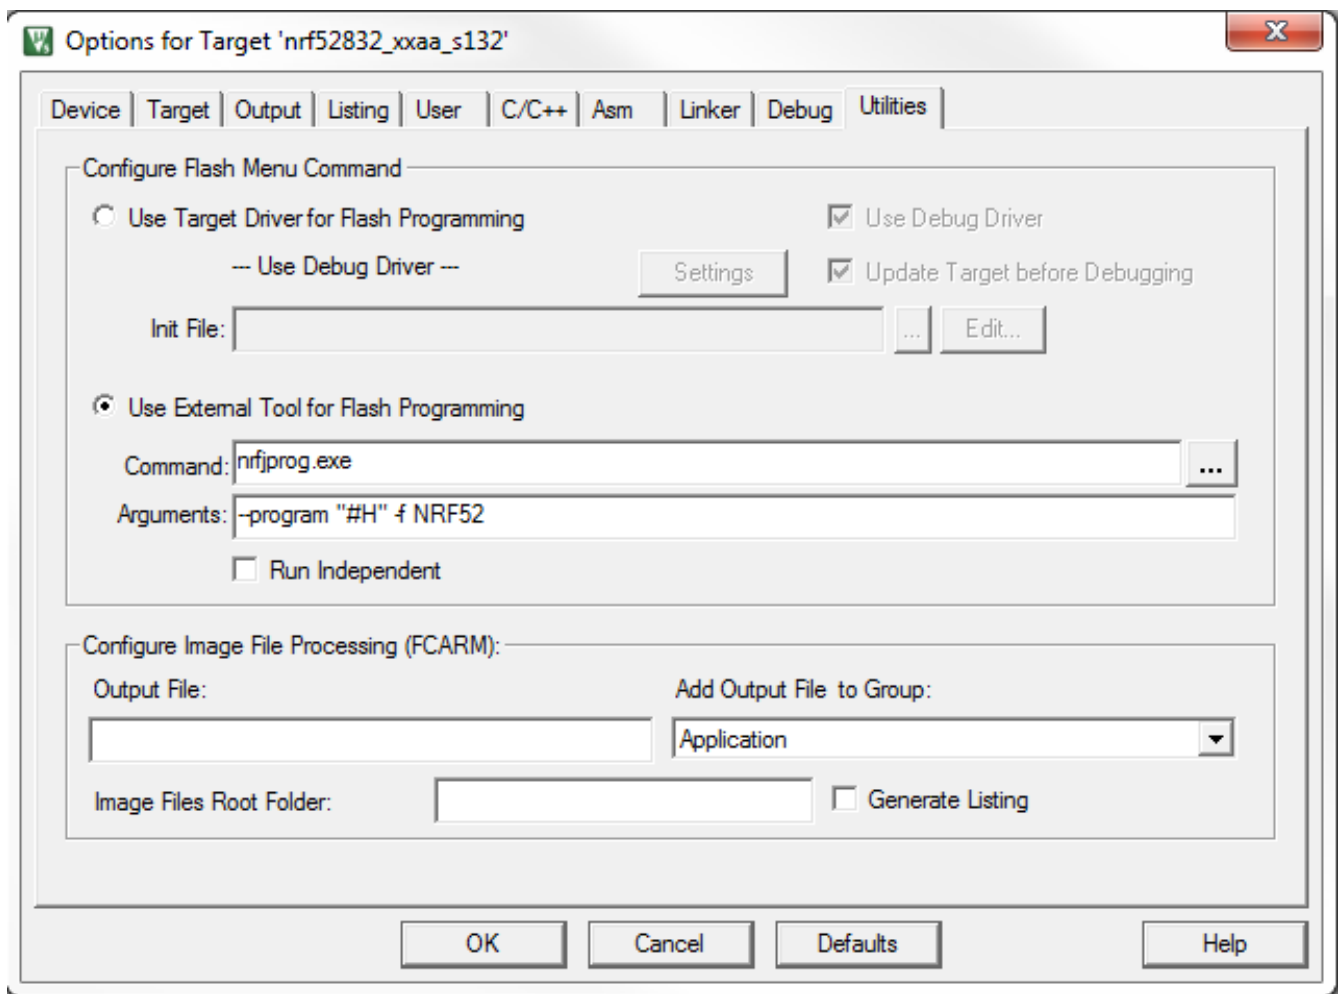 Options for Target 'nrf52832_xxaa_s132'
Device Target Output Listing User C/C++ Asm Linker Debug Utilities
Configure Flash Menu Command
Use Target Driver for Flash Programming Use Debug Driver
--- Use Debug Driver --- Settings Update Target before Debugging
Init File: ... Edit...
Use External Tool for Flash Programming
Command: nrfjprog.exe ...
Arguments: --program "#H" -f NRF52
Run Independent
Configure Image File Processing (FCARM):
Output File: Add Output File to Group:
Application
Image Files Root Folder: Generate Listing
OK Cancel Defaults Help